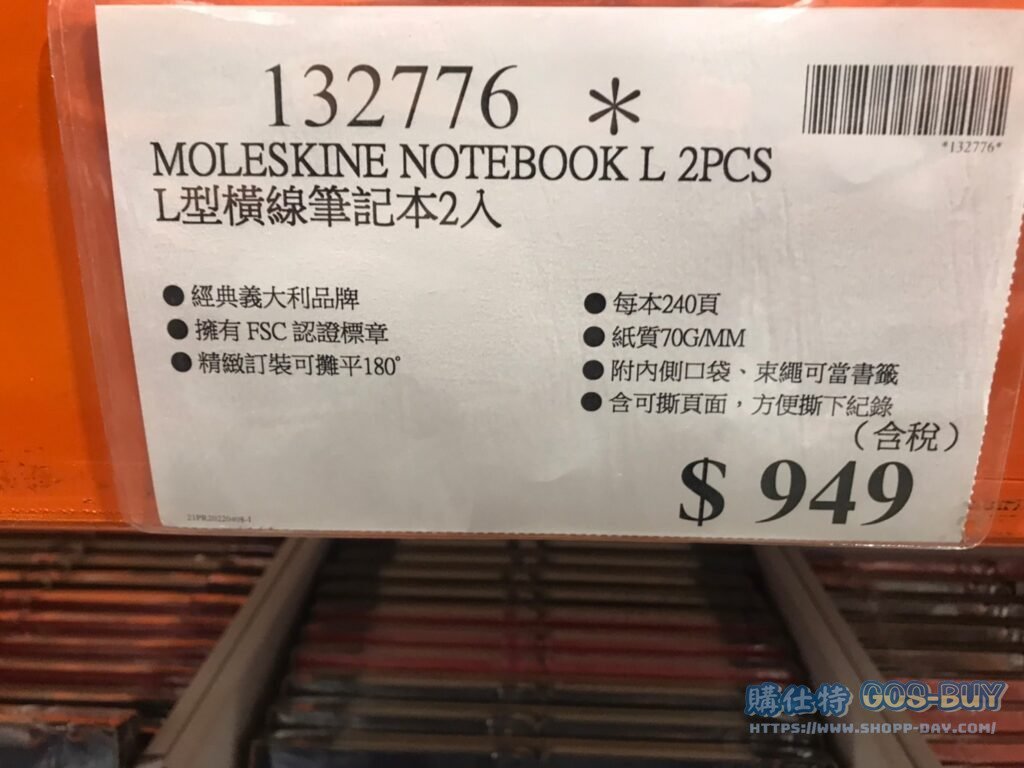 132776 *
*132776*
MOLESKINE NOTEBOOK L 2PCS
L型橫線筆記本2入
● 經典義大利品牌
● 擁有 FSC 認證標章
● 精緻訂裝可攤平180°
● 每本240頁
● 紙質70G/MM
● 附內側口袋、束繩可當書籤
● 含可撕頁面，方便撕下紀錄
（含稅）
$ 949
21PR20220408-1
購仕特 GOS-BUY
HTTPS://WWW.SHOPP-DAY.COM/